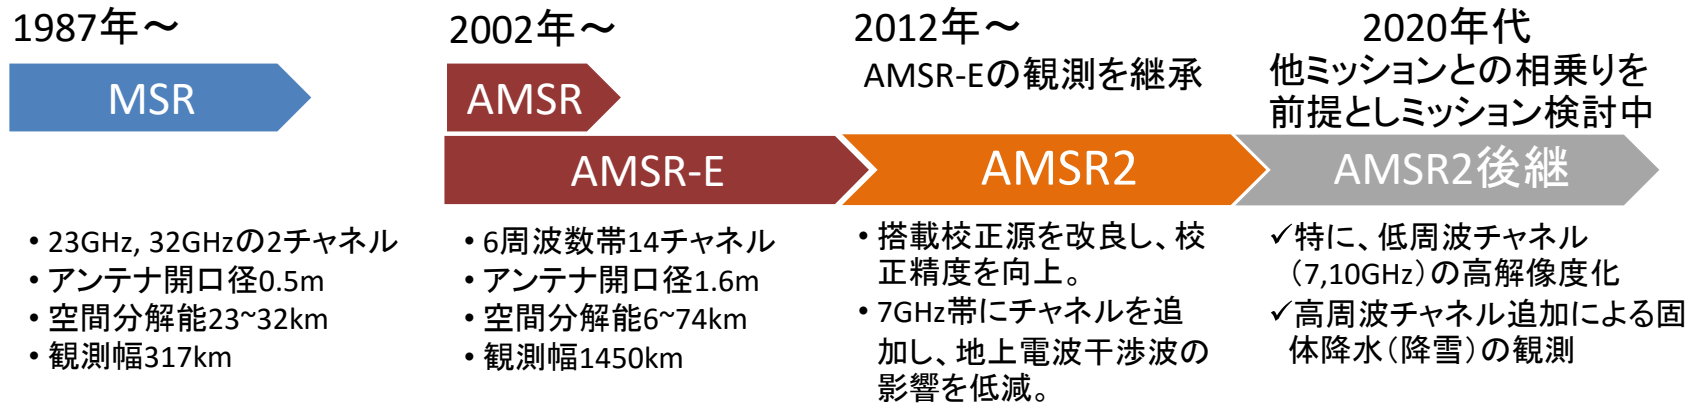 1987年～
MSR
• 23GHz, 32GHzの2チャネル
• アンテナ開口径0.5m
• 空間分解能23~32km
• 観測幅317km
2002年～
AMSR
AMSR-E
• 6周波数帯14チャネル
• アンテナ開口径1.6m
• 空間分解能6~74km
• 観測幅1450km
2012年～
AMSR-Eの観測を継承
AMSR2
• 搭載校正源を改良し、校
正精度を向上。
• 7GHz帯にチャネルを追
加し、地上電波干渉波の
影響を低減。
2020年代
他ミッションとの相乗りを
前提としミッション検討中
AMSR2後継
✓特に、低周波チャネル
（7,10GHz）の高解像度化
✓高周波チャネル追加による固
体降水（降雪）の観測